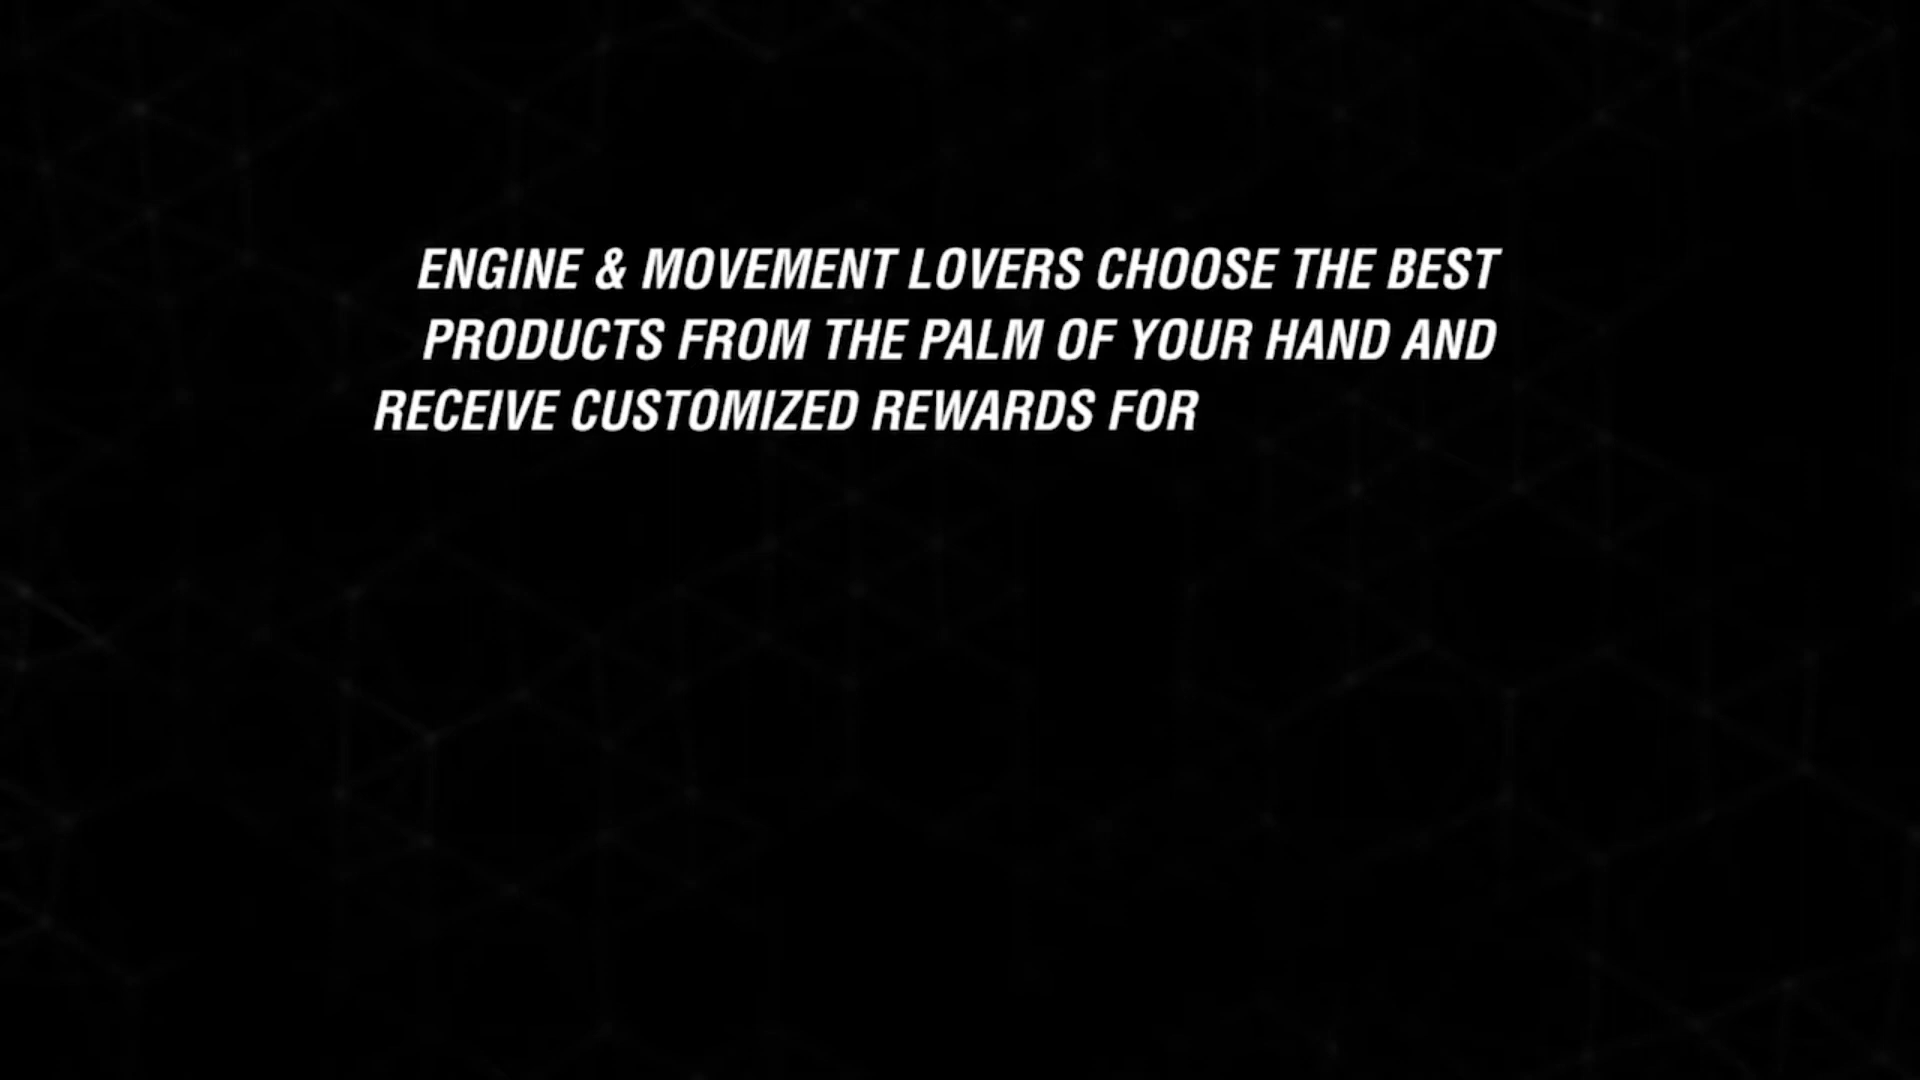 ENGINE & MOVEMENT LOVERS CHOOSE THE BEST
PRODUCTS FROM THE PALM OF YOUR HAND AND
RECEIVE CUSTOMIZED REWARDS FOR